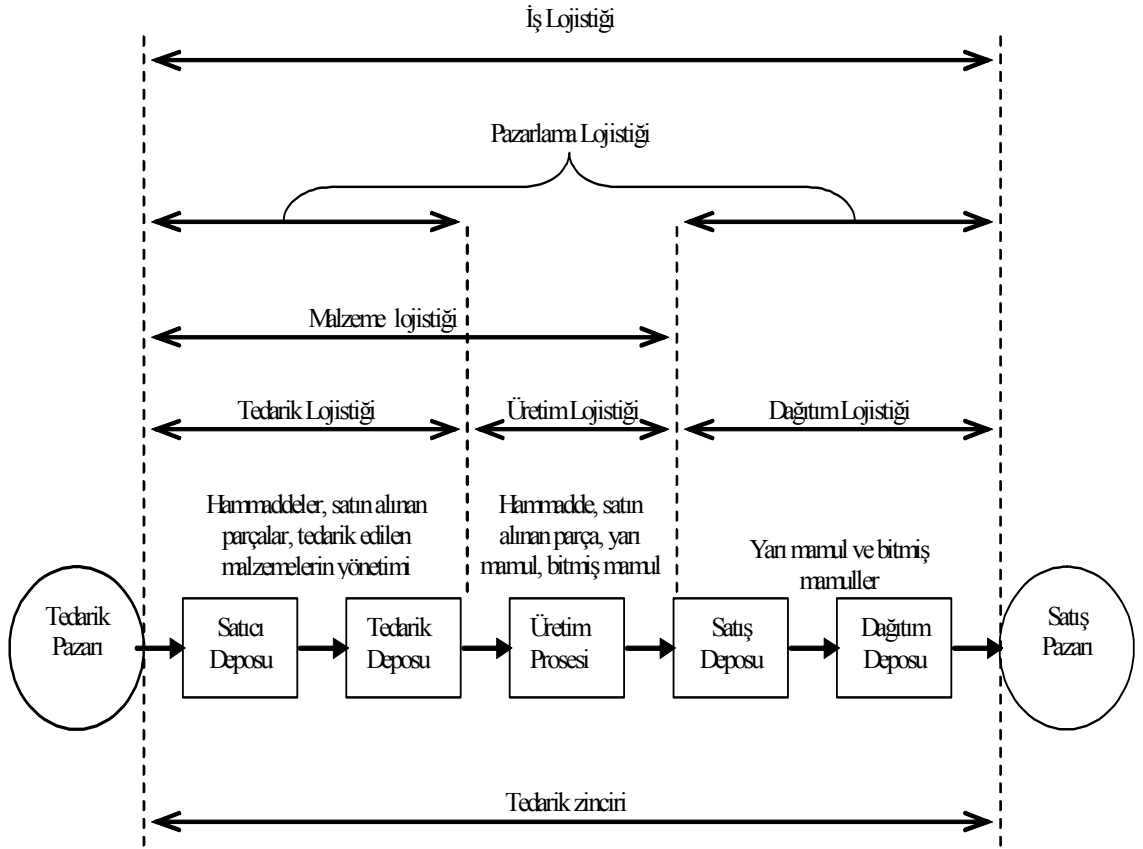 İş Lojistiği
Pazarlama Lojistiği
Malzeme lojistiği
Tedarik Lojistiği
Üretim Lojistiği
Dağıtım Lojistiği
Hammaddeler, satın alınan
parçalar, tedarik edilen
malzemelerin yönetimi
Hammadde, satın
alınan parça, yarı
mamul, bitmiş mamul
Yarı mamul ve bitmiş
mamuller
Tedarik
Pazarı
Satıcı
Deposu
Tedarik
Deposu
Üretim
Prosesi
Satış
Deposu
Dağıtım
Deposu
Satış
Pazarı
Tedarik zinciri